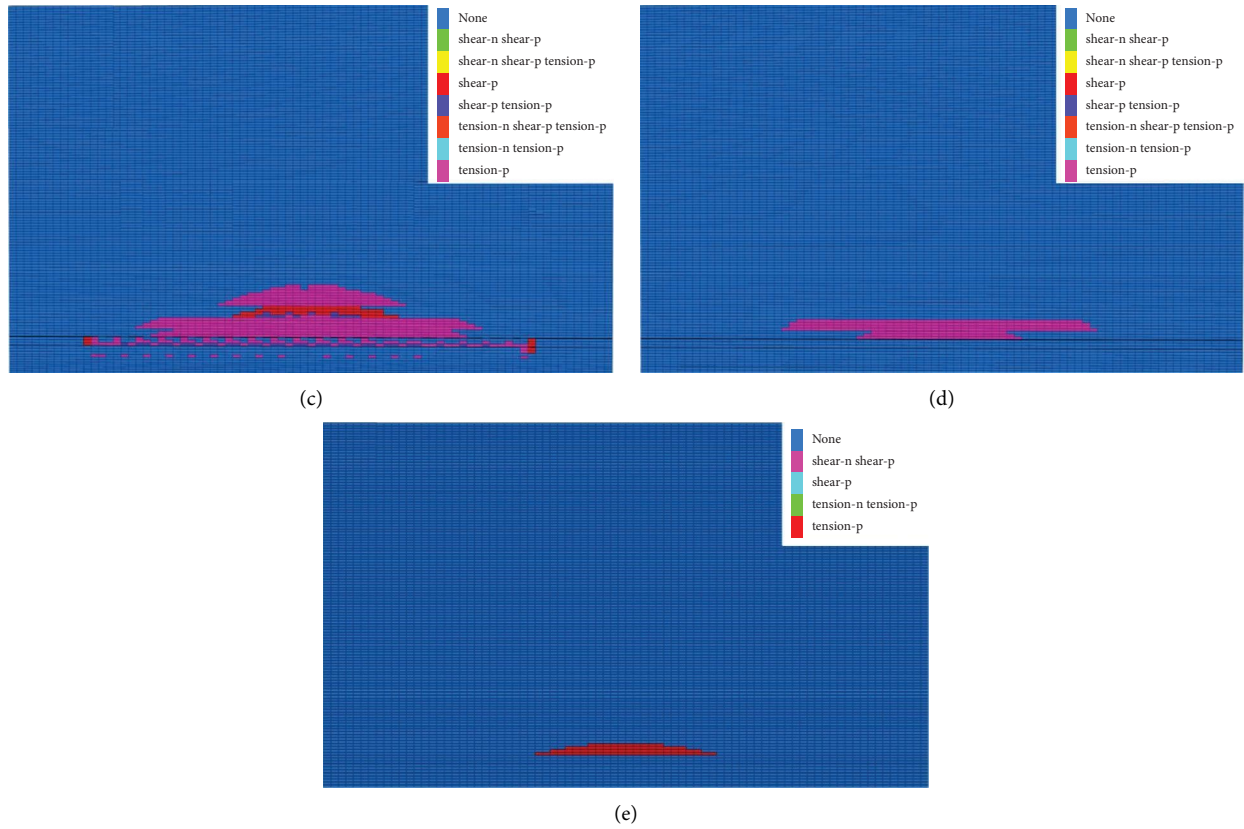 None
shear-n shear-p
shear-n shear-p tension-p
shear-p
shear-p tension-p
tension-n shear-p tension-p
tension-n tension-p
tension-p
(c)
None
shear-n shear-p
shear-n shear-p tension-p
shear-p
shear-p tension-p
tension-n shear-p tension-p
tension-n tension-p
tension-p
(d)
None
shear-n shear-p
shear-p
tension-n tension-p
tension-p
(e)